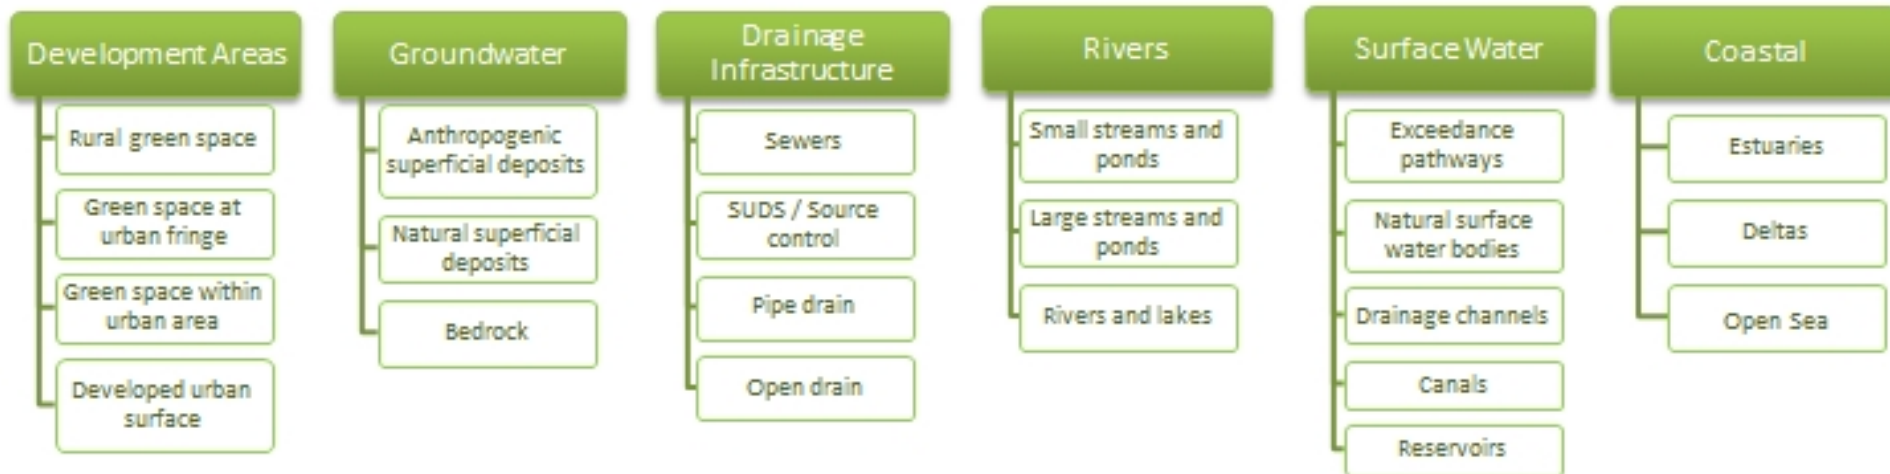 Development Areas
Rural green space
Green space at
urban fringe
Green space within
urban area
Developed urban
surface
Groundwater
Anthropogenic
superficial deposits
Natural superficial
deposits
Bedrock
Drainage
Infrastructure
Sewers
SUDS / Source
control
Pipe drain
Open drain
Rivers
Small streams and
ponds
Large streams and
ponds
Rivers and lakes
Surface Water
Exceedance
pathways
Natural surface
water bodies
Drainage channels
Canals
Reservoirs
Coastal
Estuaries
Deltas
Open Sea